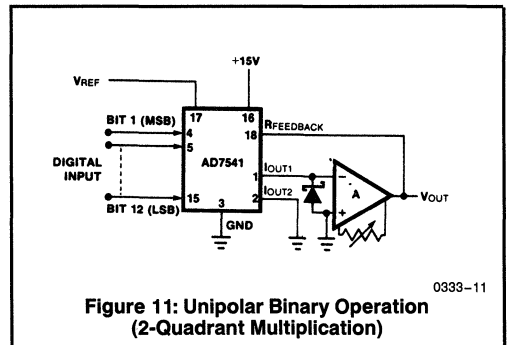 +15V
VREF
17
16
BIT 1 (MSB)
4
RFEEDBACK
18
5
DIGITAL
INPUT
AD7541
IOUT1
1
IOUT2
2
A
VOUT
BIT 12 (LSB)
15
3
GND
0333-11
Figure 11: Unipolar Binary Operation
(2-Quadrant Multiplication)